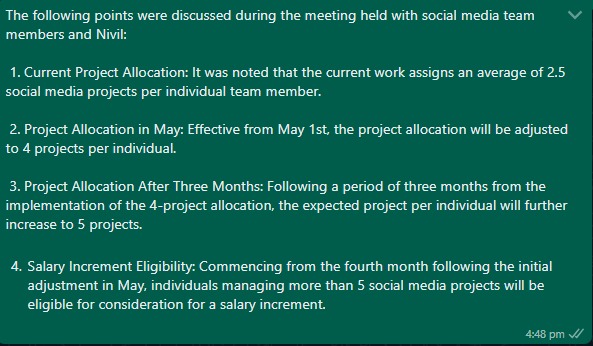 The following points were discussed during the meeting held with social media team
members and Nivil:
1. Current Project Allocation: It was noted that the current work assigns an average of 2.5
social media projects per individual team member.
2. Project Allocation in May: Effective from May 1st, the project allocation will be adjusted
to 4 projects per individual.
3. Project Allocation After Three Months: Following a period of three months from the
implementation of the 4-project allocation, the expected project per individual will further
increase to 5 projects.
4. Salary Increment Eligibility: Commencing from the fourth month following the initial
adjustment in May, individuals managing more than 5 social media projects will be
eligible for consideration for a salary increment.
4:48 pm